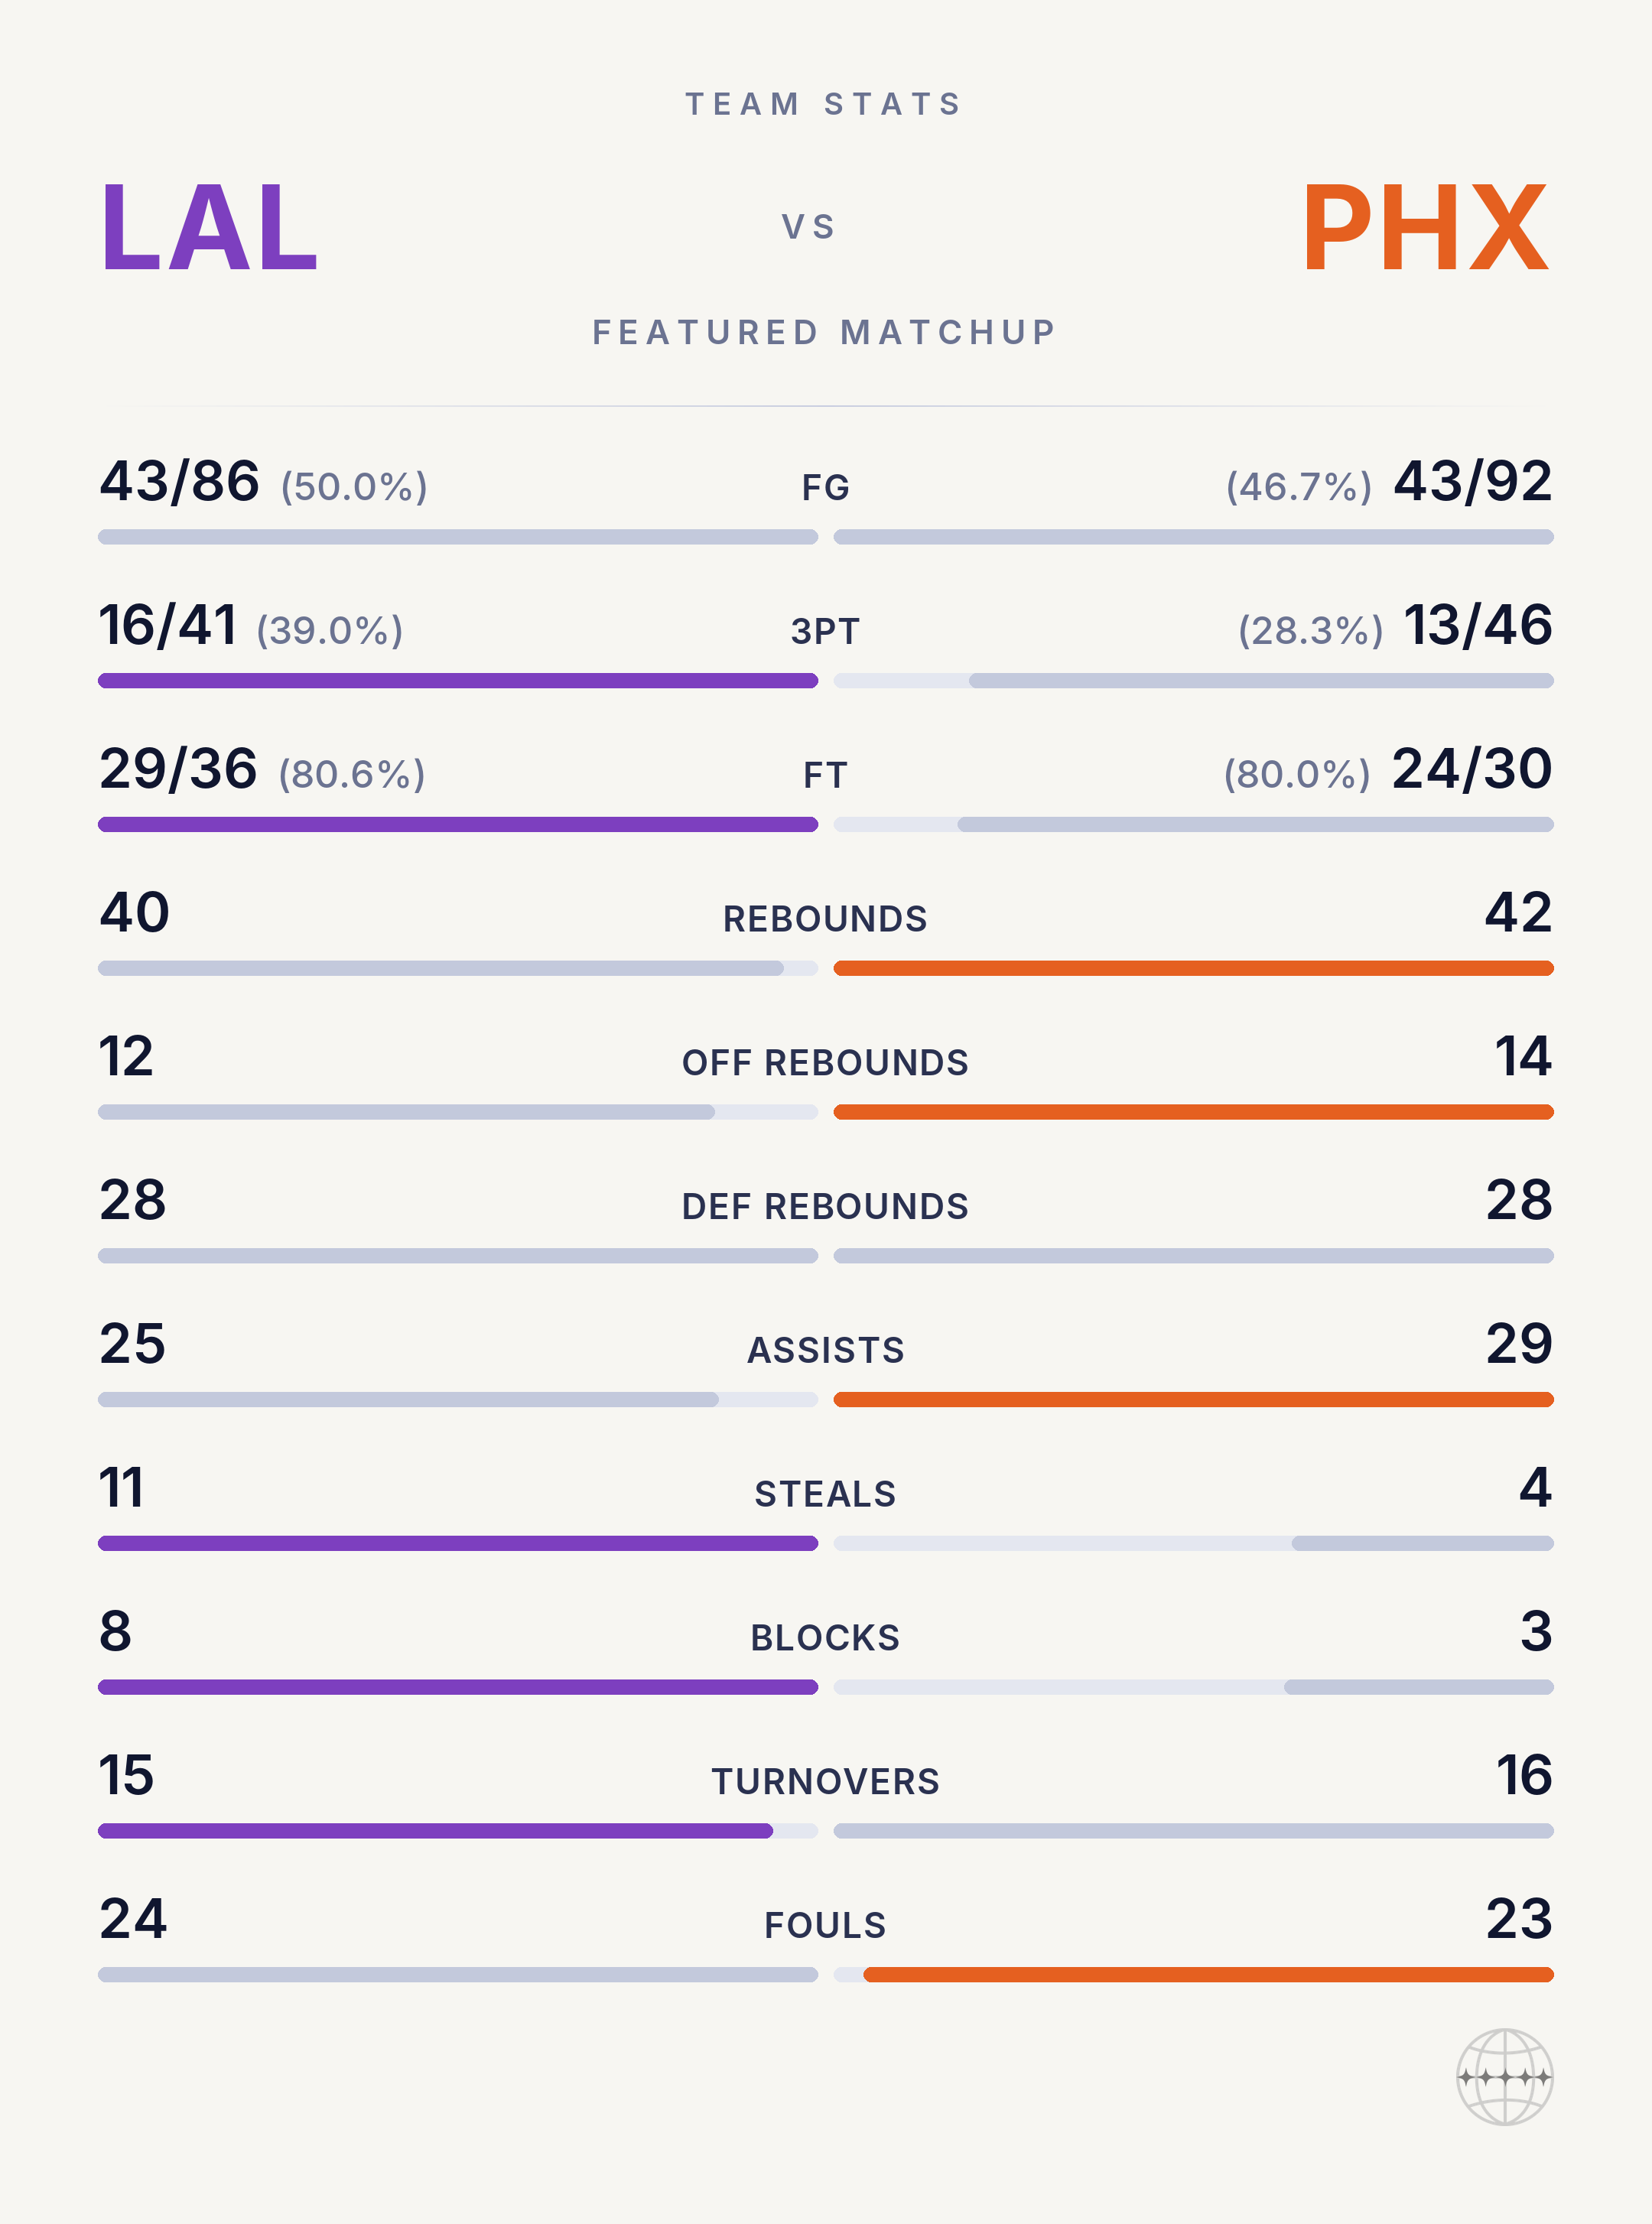 TEAM STATS
LAL VS PHX
FEATURED MATCHUP
43/86 (50.0%) FG (46.7%) 43/92
16/41 (39.0%) 3PT (28.3%) 13/46
29/36 (80.6%) FT (80.0%) 24/30
40 REBOUNDS 42
12 OFF REBOUNDS 14
28 DEF REBOUNDS 28
25 ASSISTS 29
11 STEALS 4
8 BLOCKS 3
15 TURNOVERS 16
24 FOULS 23